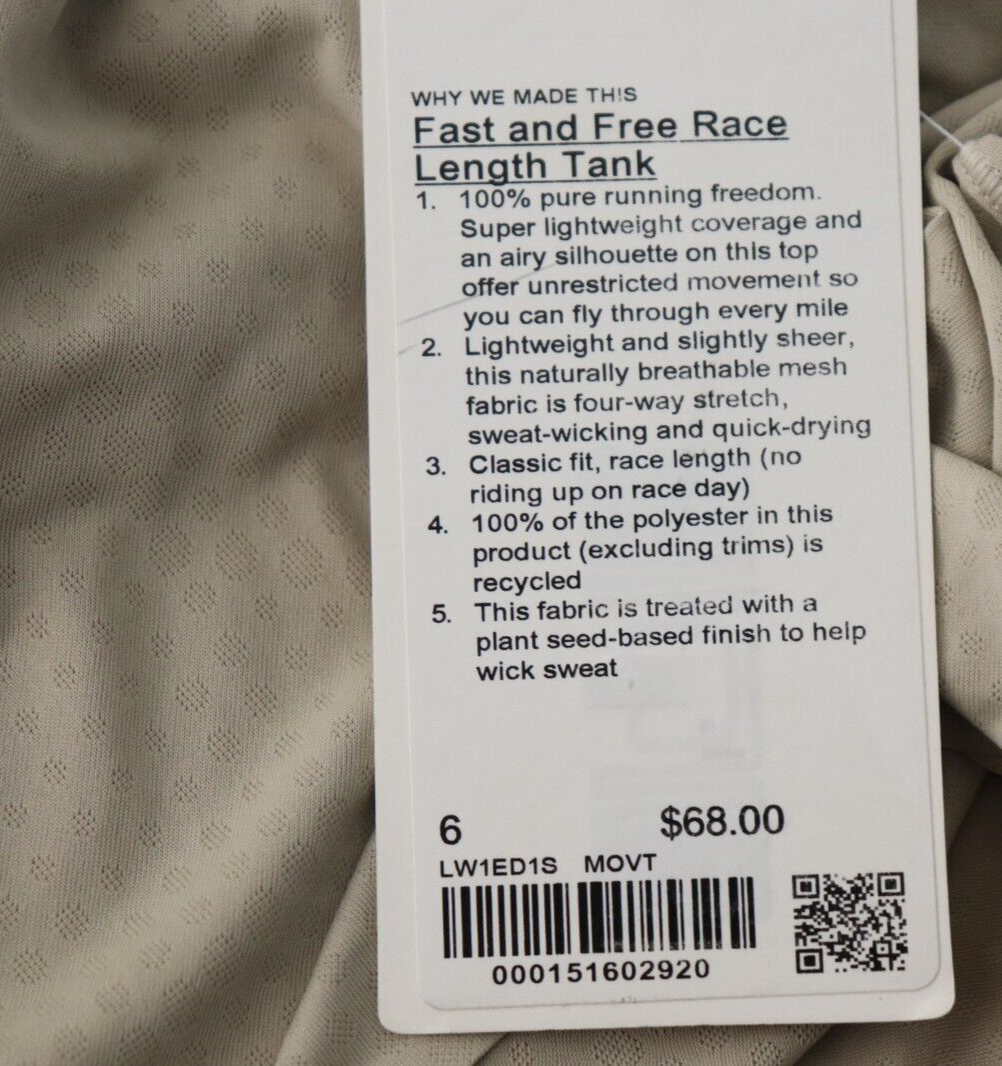 WHY WE MADE THIS
Fast and Free Race
Length Tank
1. 100% pure running freedom.
Super lightweight coverage and
an airy silhouette on this top
offer unrestricted movement so
you can fly through every mile
2. Lightweight and slightly sheer,
this naturally breathable mesh
fabric is four-way stretch,
sweat-wicking and quick-drying
3. Classic fit, race length (no
riding up on race day)
4. 100% of the polyester in this
product (excluding trims) is
recycled
5. This fabric is treated with a
plant seed-based finish to help
wick sweat
6 $68.00
LW1ED1S MOVT
000151602920